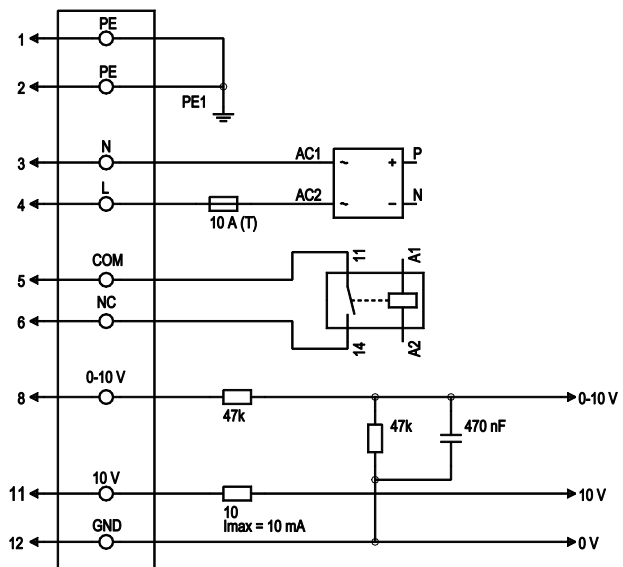 PE
1
PE
2
PE1
N
AC1
~ + P
3
L
AC2
~ − N
4
10 A (T)
COM
11
A1
5
NC
6
14
A2
0-10 V
8
47k
0-10 V
47k
470 nF
10 V
11
10 V
10
Imax = 10 mA
GND
12
0 V